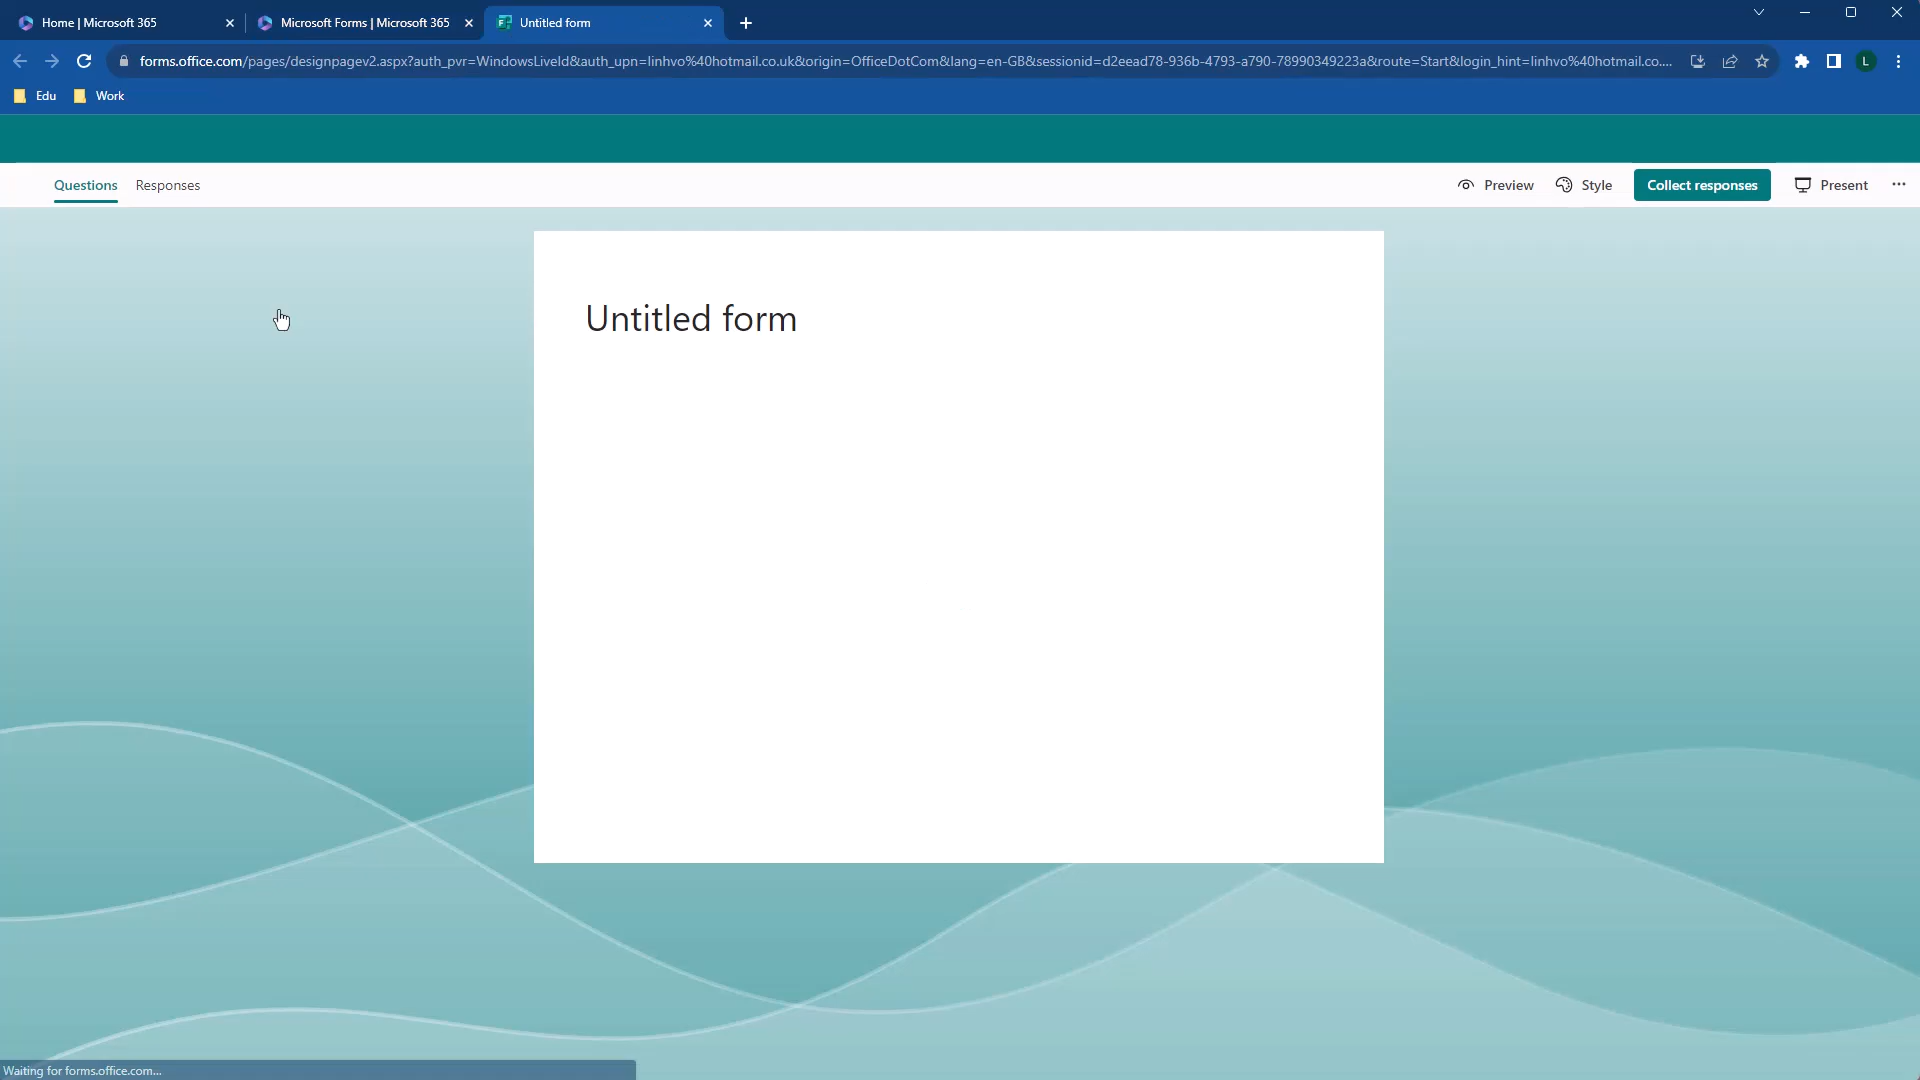 Home | Microsoft 365
Microsoft Forms | Microsoft 365
Untitled form
forms.office.com/pages/designpagev2.aspx?auth_pvr=WindowsLiveId&auth_upn=linhvo%40hotmail.co.uk&origin=OfficeDotCom&lang=en-GB&sessionid=d2eead78-936b-4793-a790-78990349223a&route=Start&login_hint=linhvo%40hotmail.co....
L
Edu
Work
Questions
Responses
Preview
Style
Collect responses
Present
Untitled form
Waiting for forms.office.com...